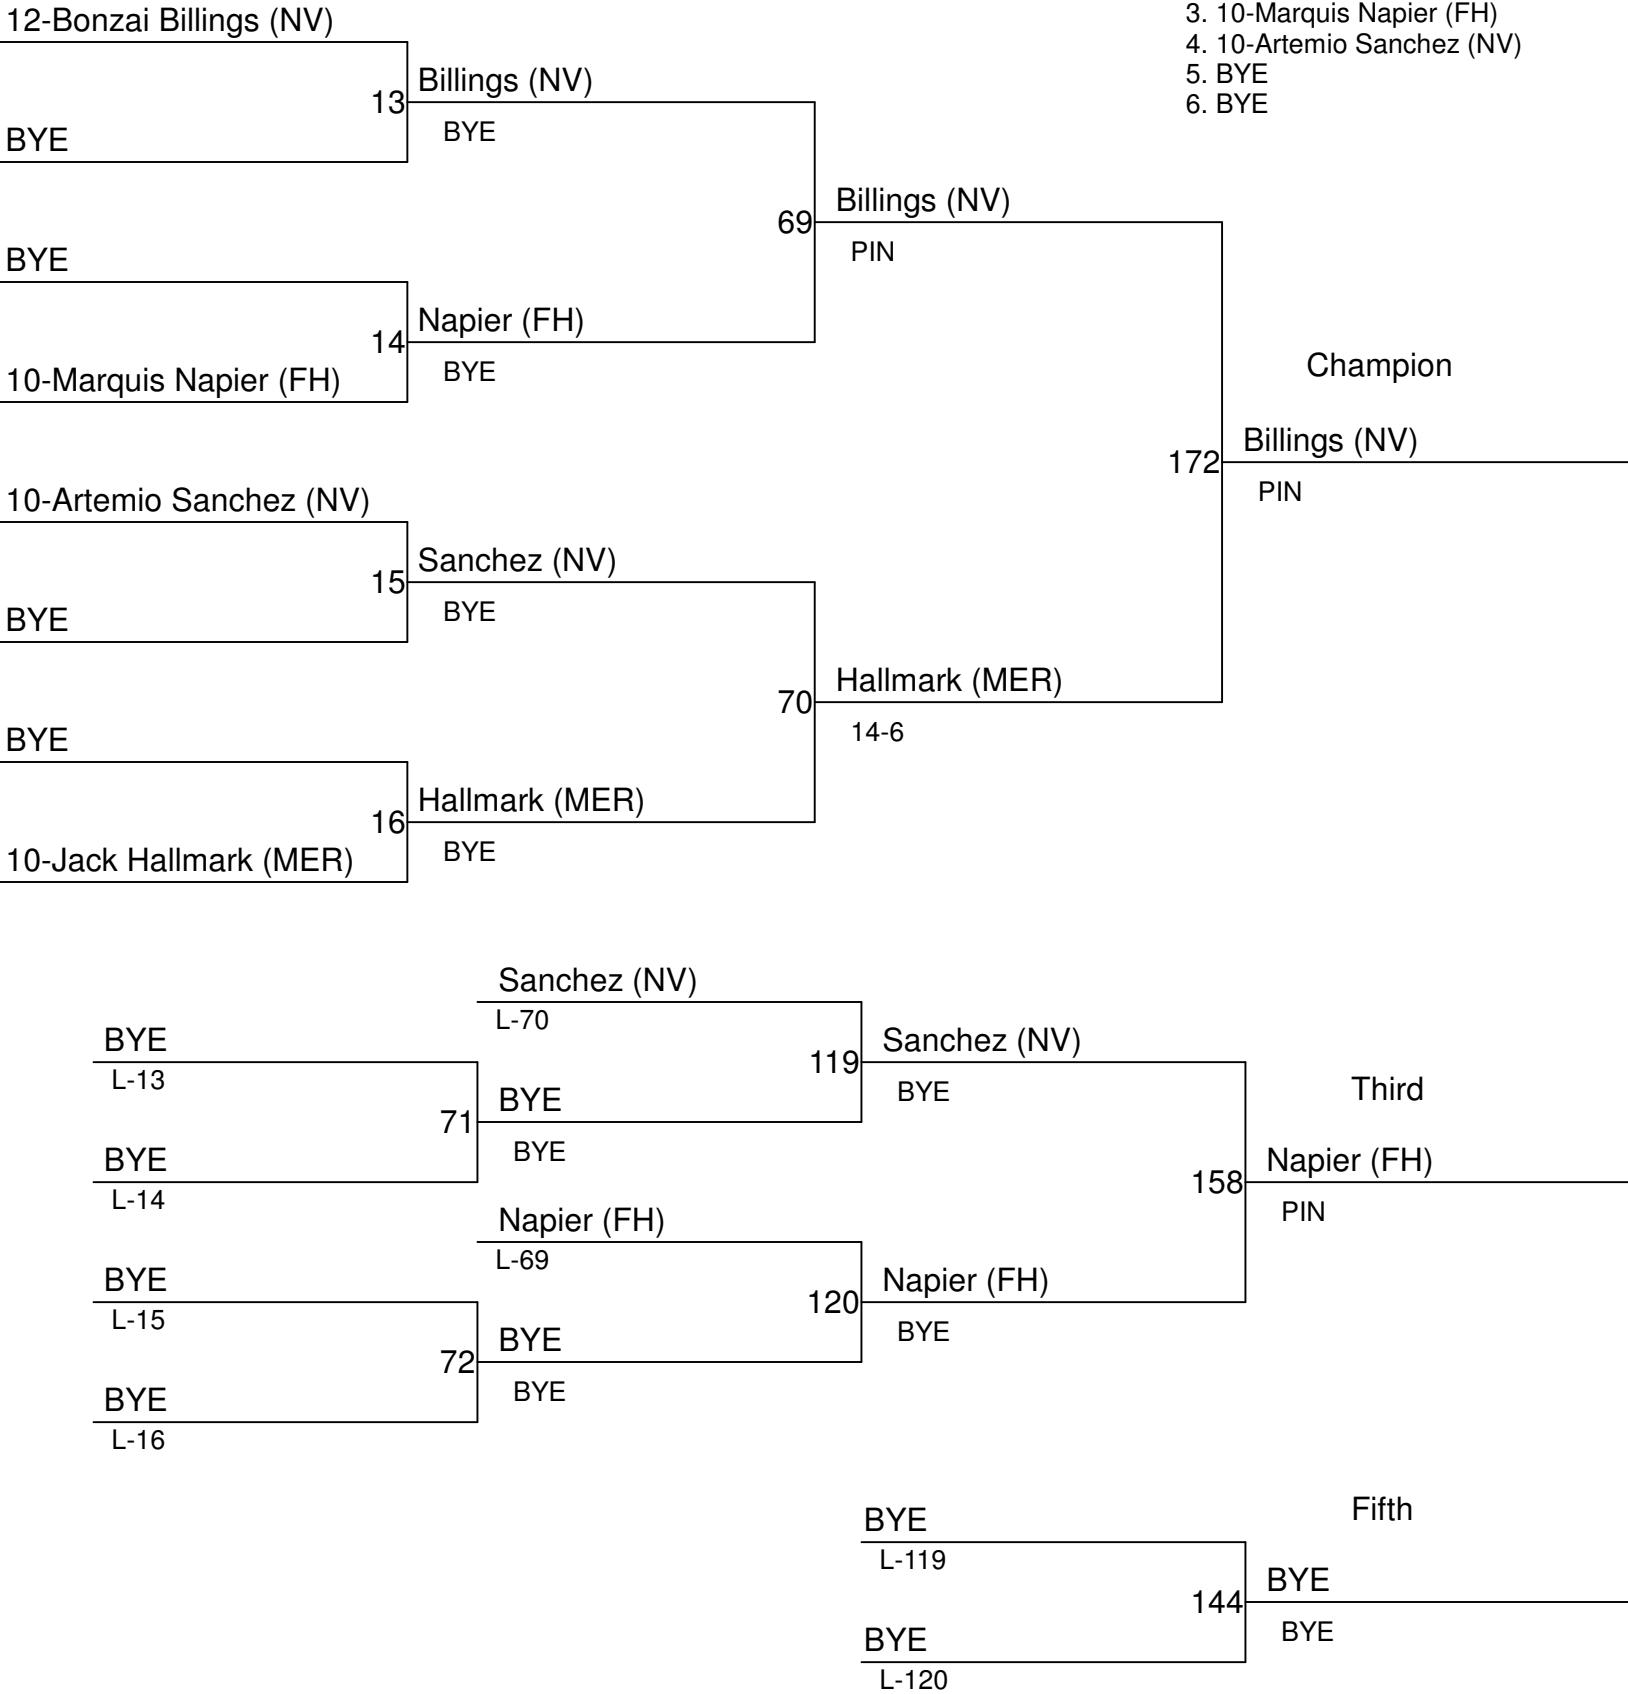 12-Bonzai Billings (NV)
3. 10-Marquis Napier (FH)
4. 10-Artemio Sanchez (NV)
5. BYE
6. BYE
13
Billings (NV)
BYE
BYE
69
Billings (NV)
PIN
BYE
14
Napier (FH)
BYE
10-Marquis Napier (FH)
Champion
172
Billings (NV)
PIN
10-Artemio Sanchez (NV)
15
Sanchez (NV)
BYE
BYE
70
Hallmark (MER)
14-6
BYE
16
Hallmark (MER)
BYE
10-Jack Hallmark (MER)
Sanchez (NV)
L-70
BYE
L-13
119
Sanchez (NV)
BYE
71
BYE
BYE
BYE
L-14
Third
158
Napier (FH)
PIN
Napier (FH)
L-69
BYE
L-15
120
Napier (FH)
BYE
72
BYE
BYE
BYE
L-16
Fifth
BYE
L-119
144
BYE
BYE
BYE
L-120